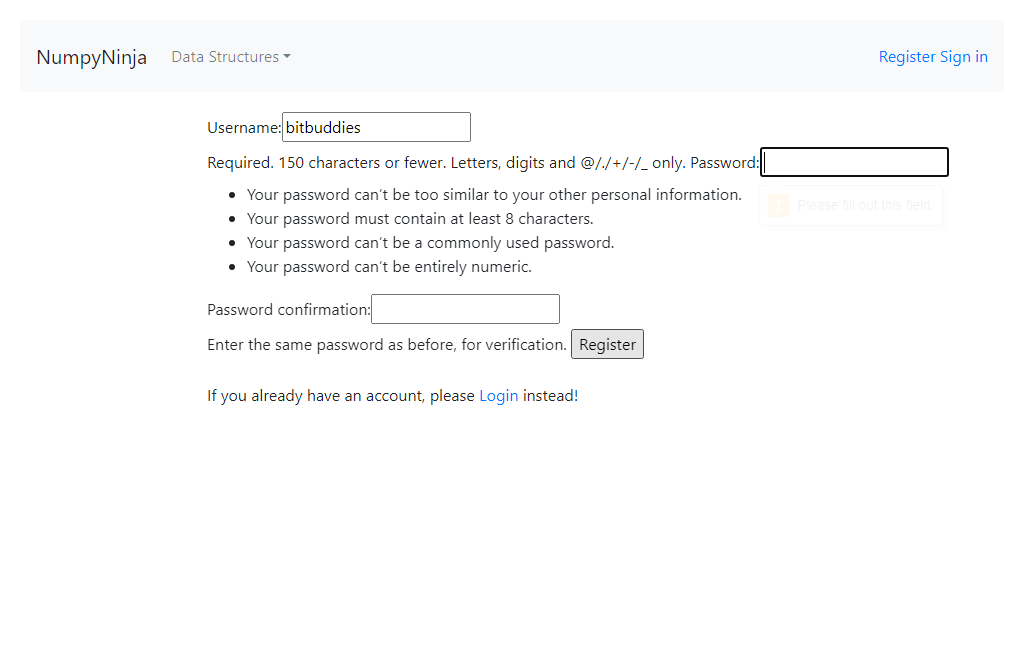 NumpyNinja Data Structures Register Sign in
Username: bitbuddies
Required. 150 characters or fewer. Letters, digits and @/./+/-/_ only. Password:
Your password can’t be too similar to your other personal information.
Please fill out this field.
Your password must contain at least 8 characters.
Your password can’t be a commonly used password.
Your password can’t be entirely numeric.
Password confirmation:
Enter the same password as before, for verification. Register
If you already have an account, please Login instead!